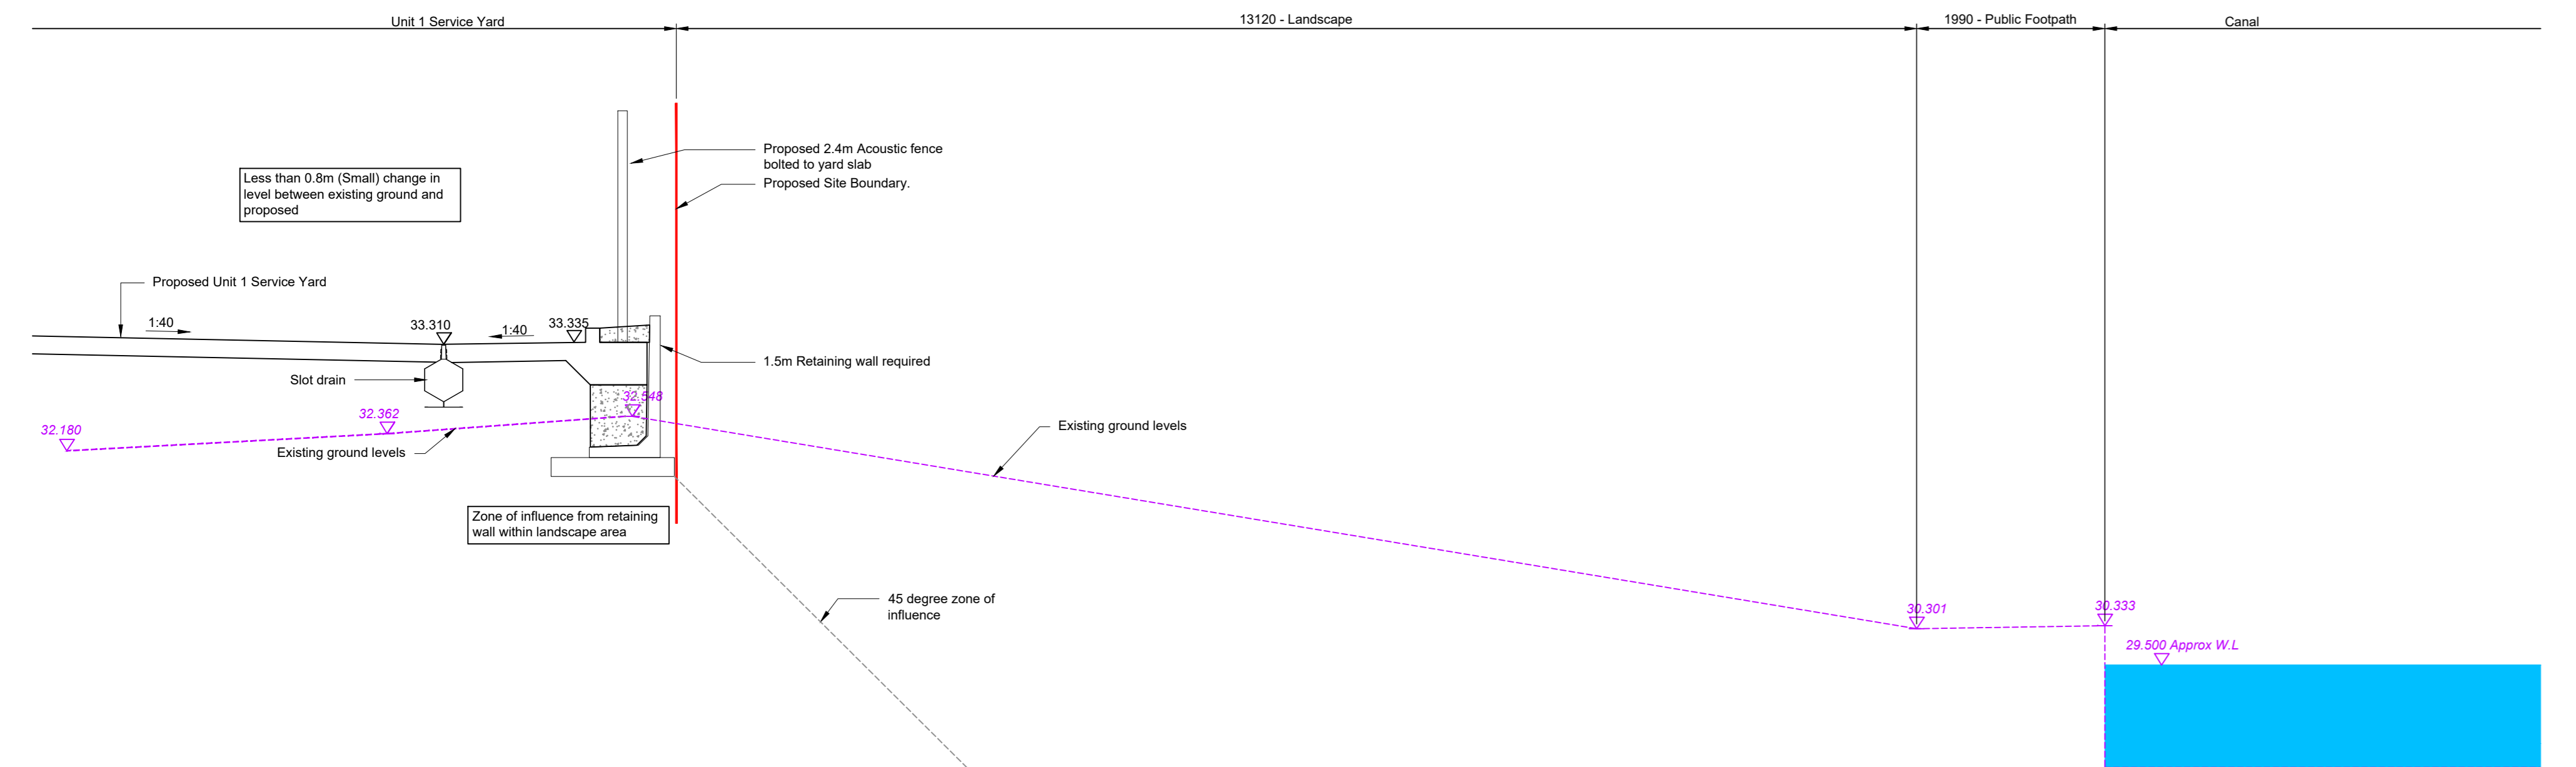 Unit 1 Service Yard
13120 - Landscape
1990 - Public Footpath
Canal
Proposed 2.4m Acoustic fence
bolted to yard slab
Proposed Site Boundary.
Less than 0.8m (Small) change in
level between existing ground and
proposed
Proposed Unit 1 Service Yard
1:40
33.310
1:40
33.335
1.5m Retaining wall required
Slot drain
32.548
32.362
32.180
Existing ground levels
Existing ground levels
Zone of influence from retaining
wall within landscape area
45 degree zone of
influence
30.301
30.333
29.500 Approx W.L